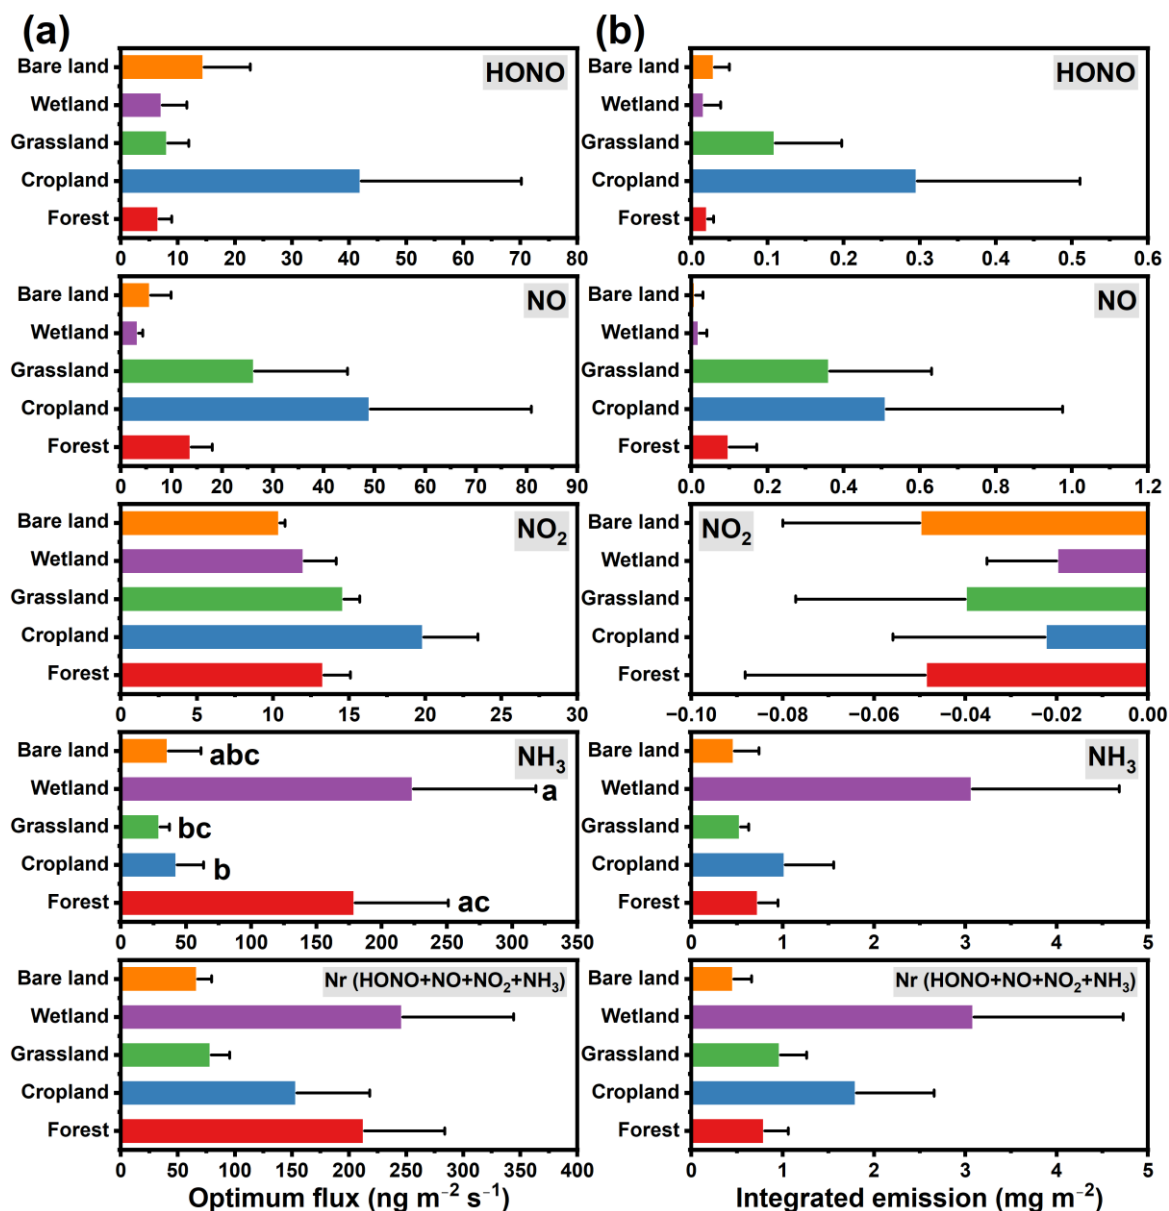 (a)
Bare land
Wetland
Grassland
Cropland
Forest
HONO
0 10 20 30 40 50 60 70 80
Bare land
Wetland
Grassland
Cropland
Forest
NO
0 10 20 30 40 50 60 70 80 90
Bare land
Wetland
Grassland
Cropland
Forest
NO₂
0 5 10 15 20 25 30
Bare land abc
Wetland a
Grassland bc
Cropland b
Forest ac
NH₃
0 50 100 150 200 250 300 350
Bare land
Wetland
Grassland
Cropland
Forest
Nr (HONO+NO+NO₂+NH₃)
0 50 100 150 200 250 300 350 400
Optimum flux (ng m⁻² s⁻¹)
(b)
Bare land
Wetland
Grassland
Cropland
Forest
HONO
0.0 0.1 0.2 0.3 0.4 0.5 0.6
Bare land
Wetland
Grassland
Cropland
Forest
NO
0.0 0.2 0.4 0.6 0.8 1.0 1.2
Bare land
Wetland
Grassland
Cropland
Forest
NO₂
−0.10 −0.08 −0.06 −0.04 −0.02 0.00
Bare land
Wetland
Grassland
Cropland
Forest
NH₃
0 1 2 3 4 5
Bare land
Wetland
Grassland
Cropland
Forest
Nr (HONO+NO+NO₂+NH₃)
0 1 2 3 4 5
Integrated emission (mg m⁻²)